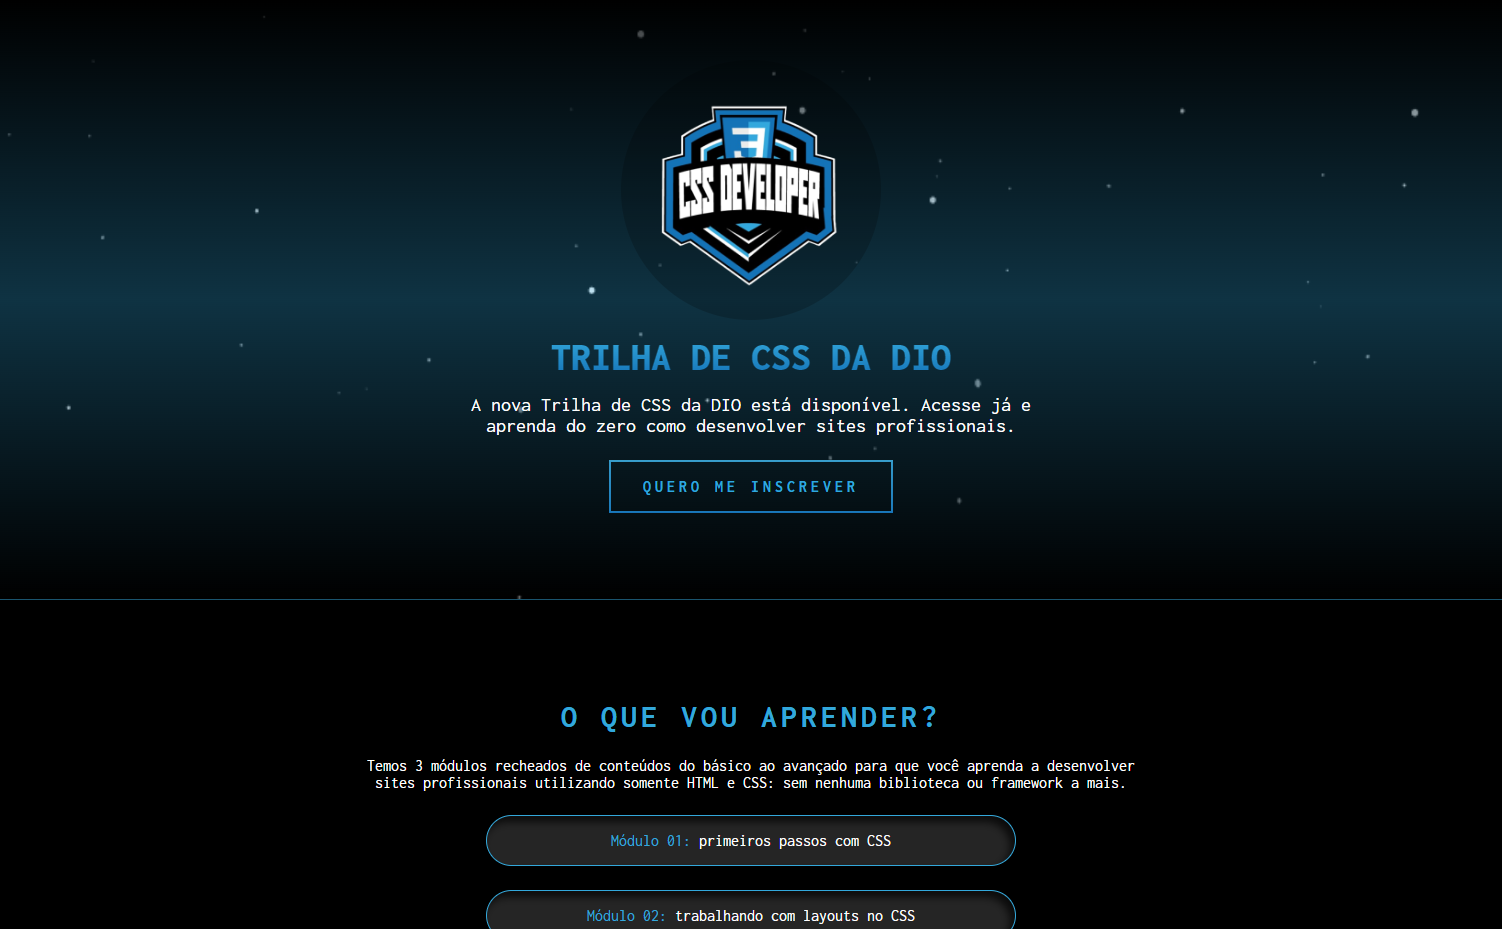 3
CSS DEVELOPER
TRILHA DE CSS DA DIO
A nova Trilha de CSS da DIO está disponível. Acesse já e
aprenda do zero como desenvolver sites profissionais.
QUERO ME INSCREVER
O QUE VOU APRENDER?
Temos 3 módulos recheados de conteúdos do básico ao avançado para que você aprenda a desenvolver
sites profissionais utilizando somente HTML e CSS: sem nenhuma biblioteca ou framework a mais.
Módulo 01: primeiros passos com CSS
Módulo 02: trabalhando com layouts no CSS